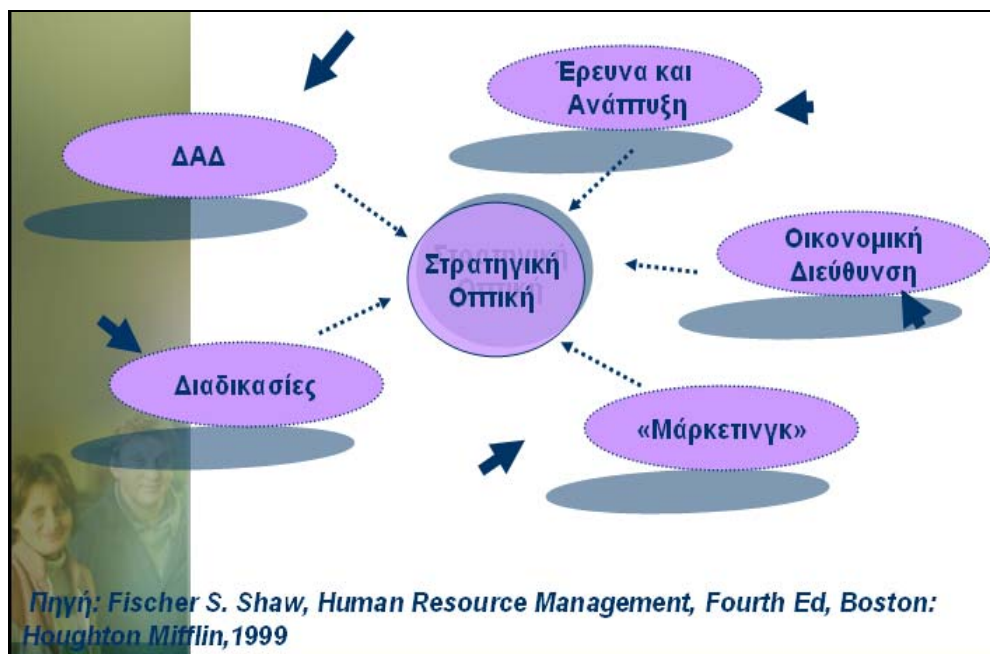 Έρευνα και
Ανάπτυξη
ΔΑΔ
Οικονομική
Διεύθυνση
Στρατηγική
Οπτική
Διαδικασίες
«Μάρκετινγκ»
Πηγή: Fischer S. Shaw, Human Resource Management, Fourth Ed, Boston:
Houghton Mifflin,1999